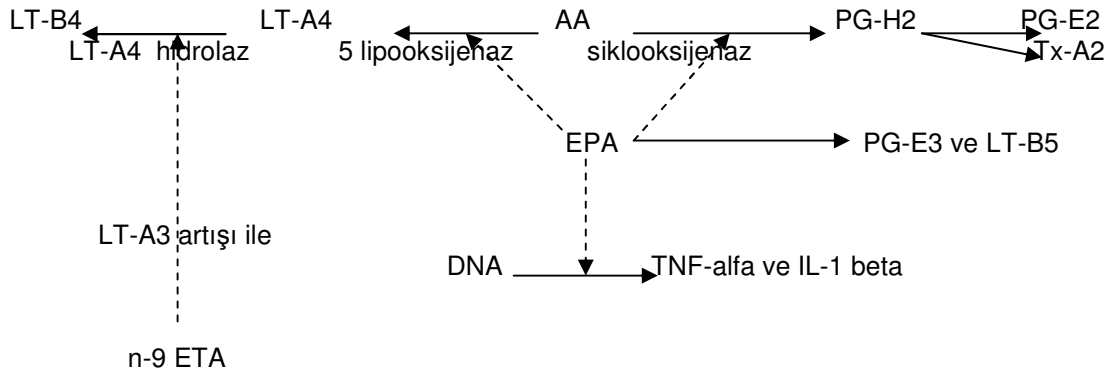 LT-B4 LT-A4 AA PG-H2 PG-E2
LT-A4 hidrolaz 5 lipooksijenaz siklooksijenaz Tx-A2
EPA PG-E3 ve LT-B5
LT-A3 artışı ile
DNA TNF-alfa ve IL-1 beta
n-9 ETA